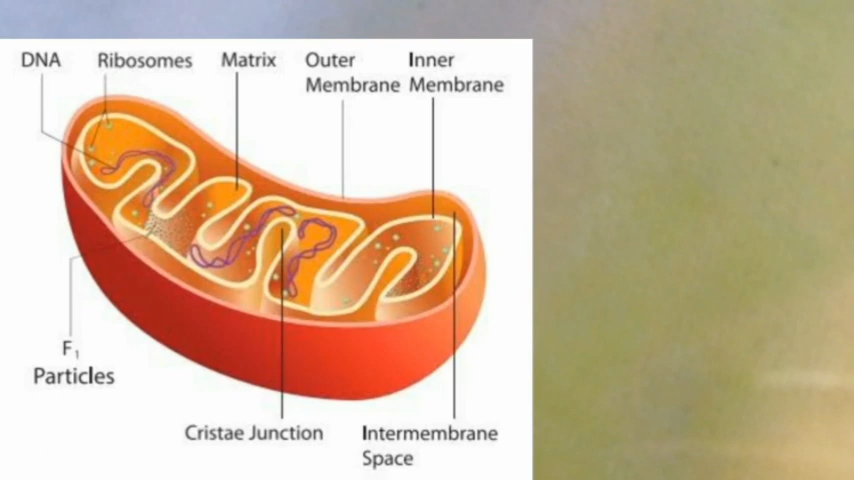 DNA
Ribosomes
Matrix
Outer
Membrane
Inner
Membrane
F₁
Particles
Cristae Junction
Intermembrane
Space